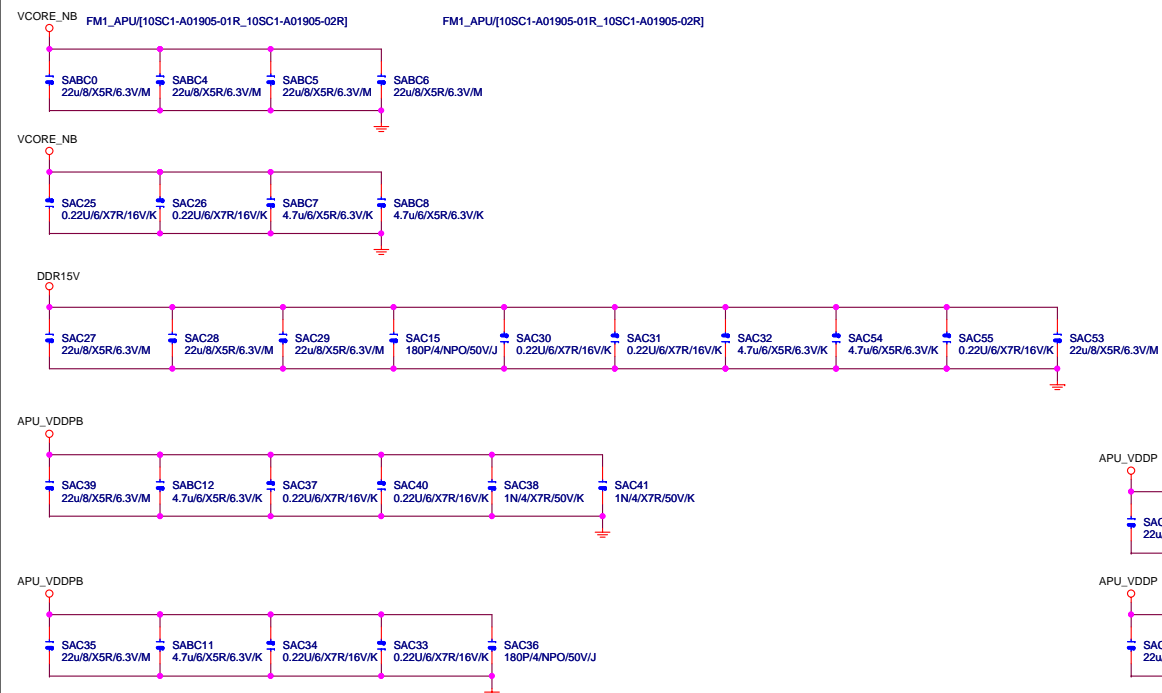 VCORE_NB
FM1_APU/[10SC1-A01905-01R_10SC1-A01905-02R]
FM1_APU/[10SC1-A01905-01R_10SC1-A01905-02R]
SABC0
22u/8/X5R/6.3V/M
SABC4
22u/8/X5R/6.3V/M
SABC5
22u/8/X5R/6.3V/M
SABC6
22u/8/X5R/6.3V/M
VCORE_NB
SAC25
0.22U/6/X7R/16V/K
SAC26
0.22U/6/X7R/16V/K
SABC7
4.7u/6/X5R/6.3V/K
SABC8
4.7u/6/X5R/6.3V/K
DDR15V
SAC27
22u/8/X5R/6.3V/M
SAC28
22u/8/X5R/6.3V/M
SAC29
22u/8/X5R/6.3V/M
SAC15
180P/4/NPO/50V/J
SAC30
0.22U/6/X7R/16V/K
SAC31
0.22U/6/X7R/16V/K
SAC32
4.7u/6/X5R/6.3V/K
SAC54
4.7u/6/X5R/6.3V/K
SAC55
0.22U/6/X7R/16V/K
SAC53
22u/8/X5R/6.3V/M
APU_VDDPB
SAC39
22u/8/X5R/6.3V/M
SABC12
4.7u/6/X5R/6.3V/K
SAC37
0.22U/6/X7R/16V/K
SAC40
0.22U/6/X7R/16V/K
SAC38
1N/4/X7R/50V/K
SAC41
1N/4/X7R/50V/K
APU_VDDP
SAC
22u
APU_VDDPB
SAC35
22u/8/X5R/6.3V/M
SABC11
4.7u/6/X5R/6.3V/K
SAC34
0.22U/6/X7R/16V/K
SAC33
0.22U/6/X7R/16V/K
SAC36
180P/4/NPO/50V/J
APU_VDDP
SAC
22u